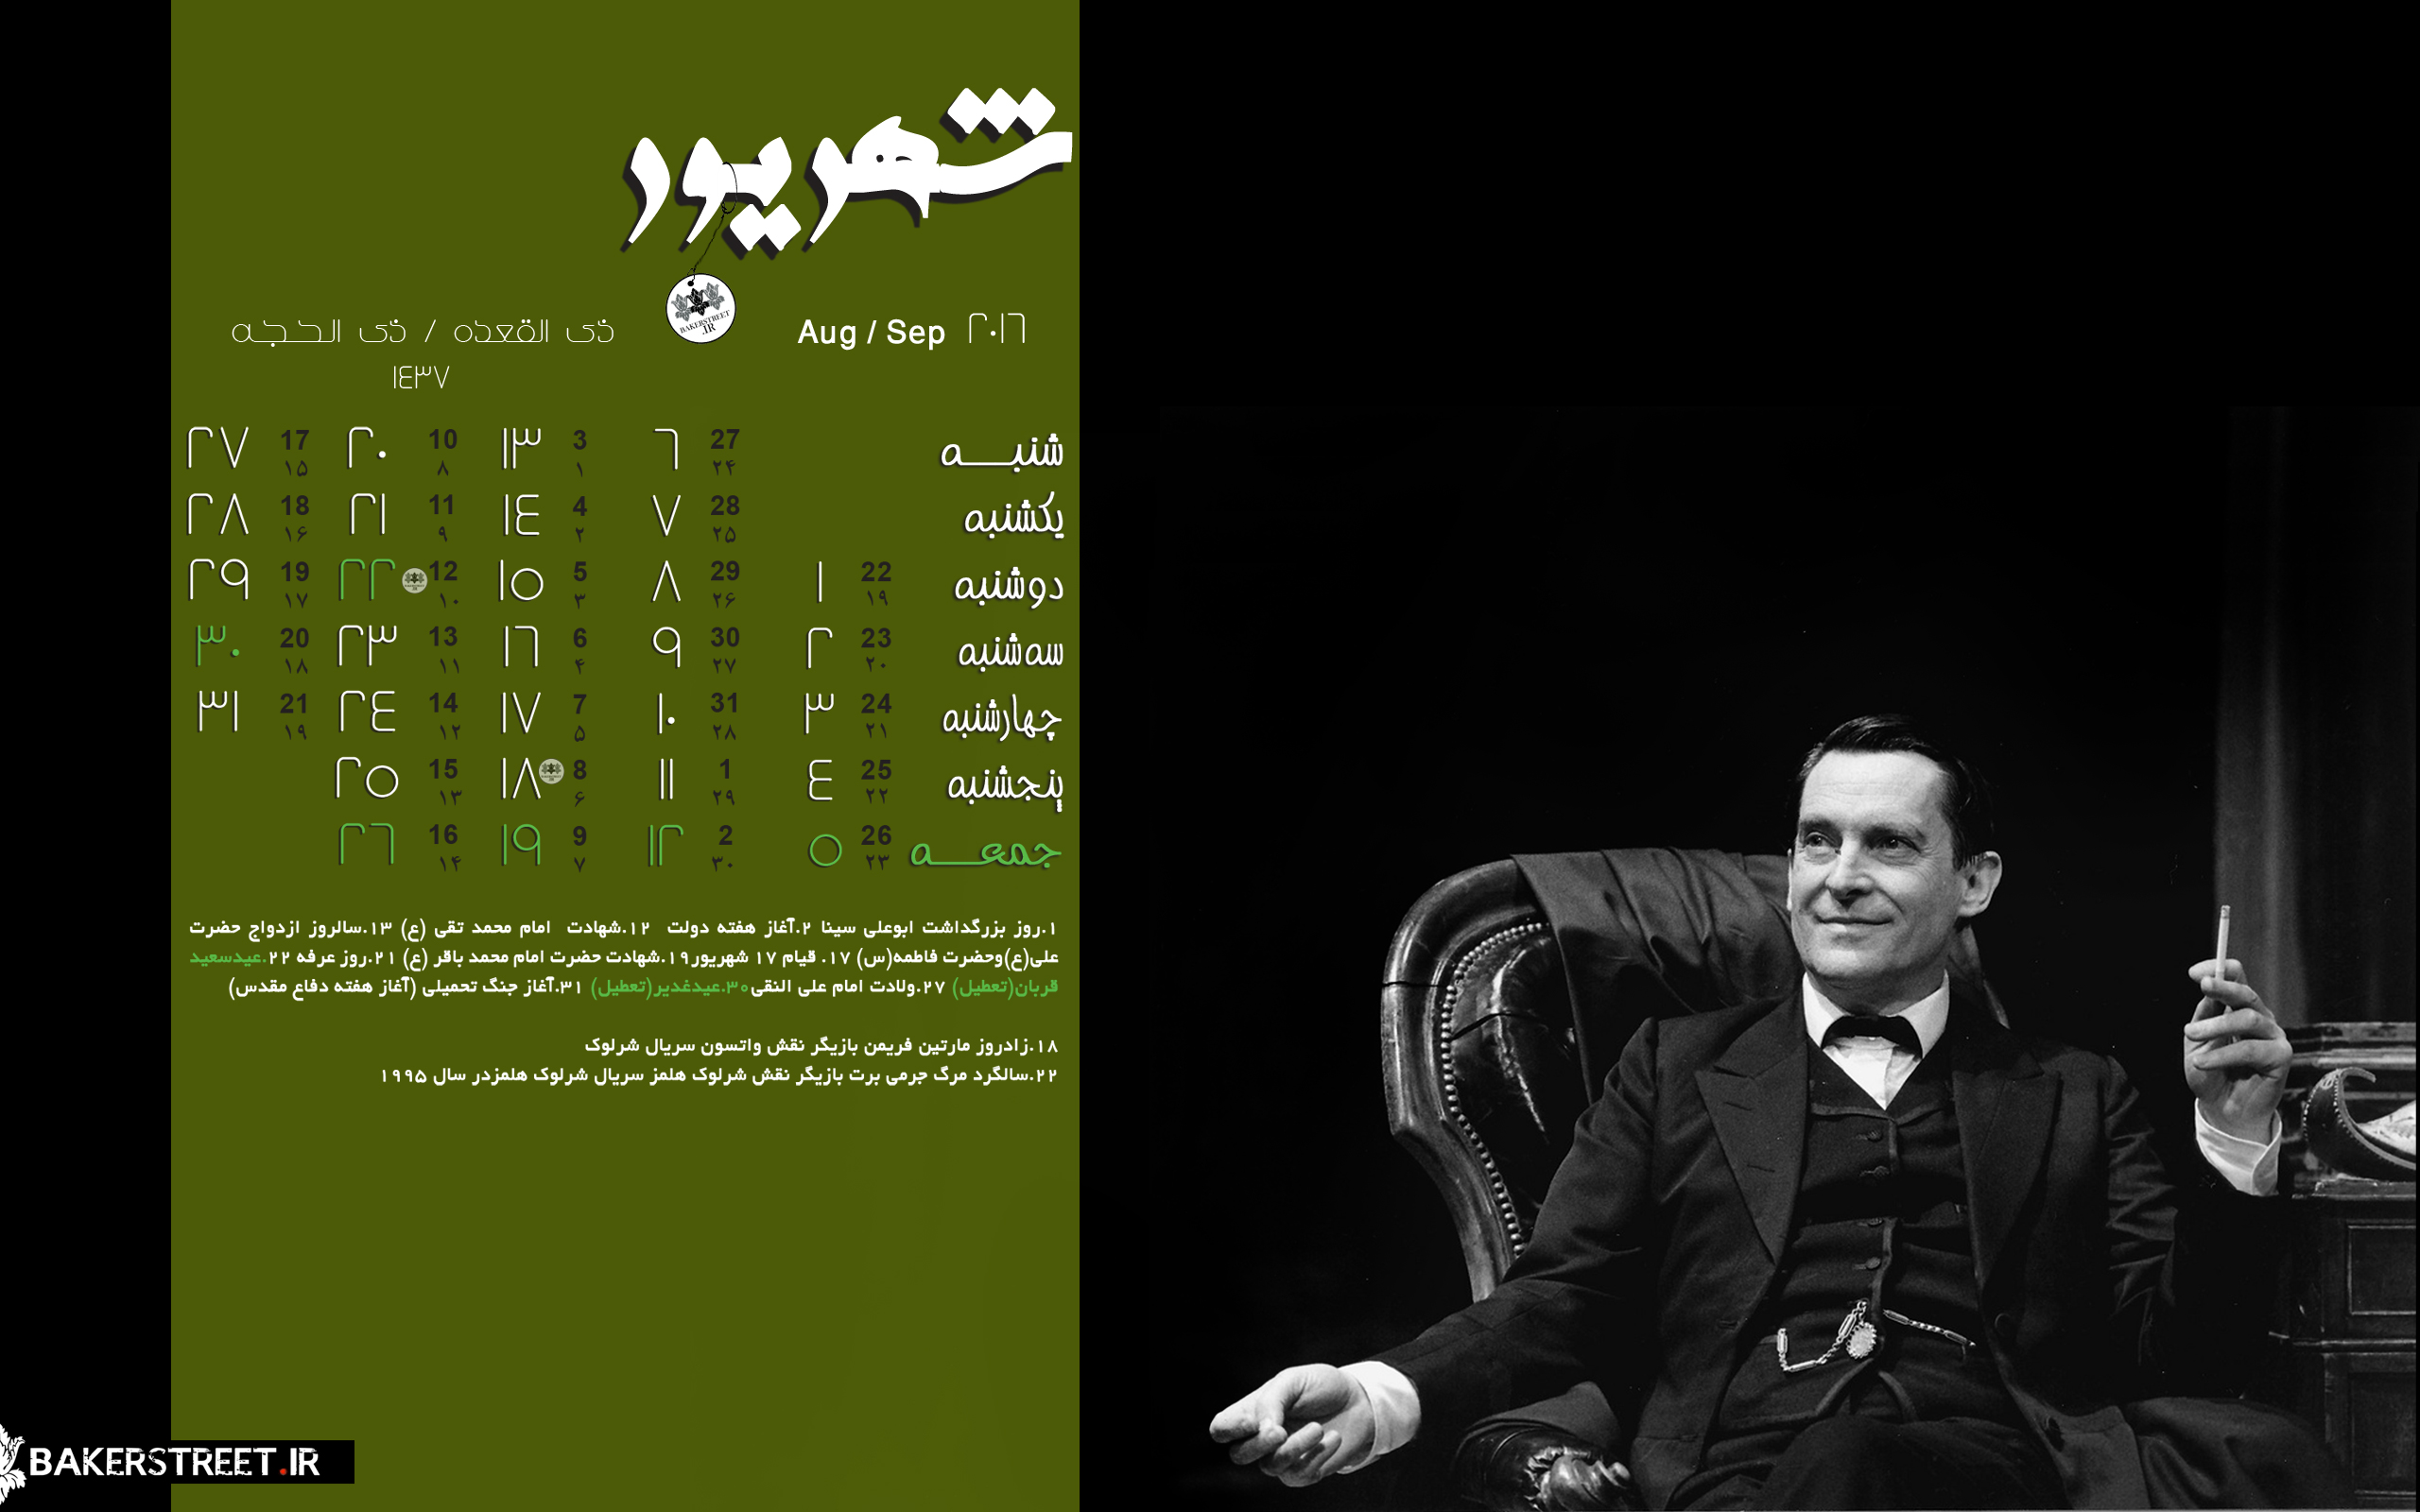 شهریور
BAKERSTREET
.IR
۲۰۱۶ Aug / Sep
ذی القعده / ذی الحجه
۱۴۳۷
شنبه 27 ۲۴ ۶ 3 ۱ ۱۳ 10 ۸ ۲۰ 17 ۱۵ ۲۷
یکشنبه 28 ۲۵ ۷ 4 ۲ ۱۴ 11 ۹ ۲۱ 18 ۱۶ ۲۸
دوشنبه 22 ۱۹ ۱ 29 ۲۶ ۸ 5 ۳ ۱۵ 12 ۱۰ ۲۲ 19 ۱۷ ۲۹
سه شنبه 23 ۲۰ ۲ 30 ۲۷ ۹ 6 ۴ ۱۶ 13 ۱۱ ۲۳ 20 ۱۸ ۳۰
چهارشنبه 24 ۲۱ ۳ 31 ۲۸ ۱۰ 7 ۵ ۱۷ 14 ۱۲ ۲۴ 21 ۱۹ ۳۱
پنجشنبه 25 ۲۲ ۴ 1 ۲۹ ۱۱ 8 ۶ ۱۸ 15 ۱۳ ۲۵
جمعه 26 ۲۳ ۵ 2 ۳۰ ۱۲ 9 ۷ ۱۹ 16 ۱۴ ۲۶
۱.روز بزرگداشت ابوعلی سینا ۲.آغاز هفته دولت ۱۲.شهادت امام محمد تقی (ع) ۱۳.سالروز ازدواج حضرت
علی(ع)وحضرت فاطمه(س) ۱۷. قیام ۱۷ شهریور۱۹.شهادت حضرت امام محمد باقر (ع) ۲۱.روز عرفه ۲۲.عیدسعید
قربان(تعطیل) ۲۷.ولادت امام علی النقی۳۰.عیدغدیر(تعطیل) ۳۱.آغاز جنگ تحمیلی (آغاز هفته دفاع مقدس)
۱۸.زادروز مارتین فریمن بازیگر نقش واتسون سریال شرلوک
۲۲.سالگرد مرگ جرمی برت بازیگر نقش شرلوک هلمز سریال شرلوک هلمزدر سال ۱۹۹۵
BAKERSTREET.IR